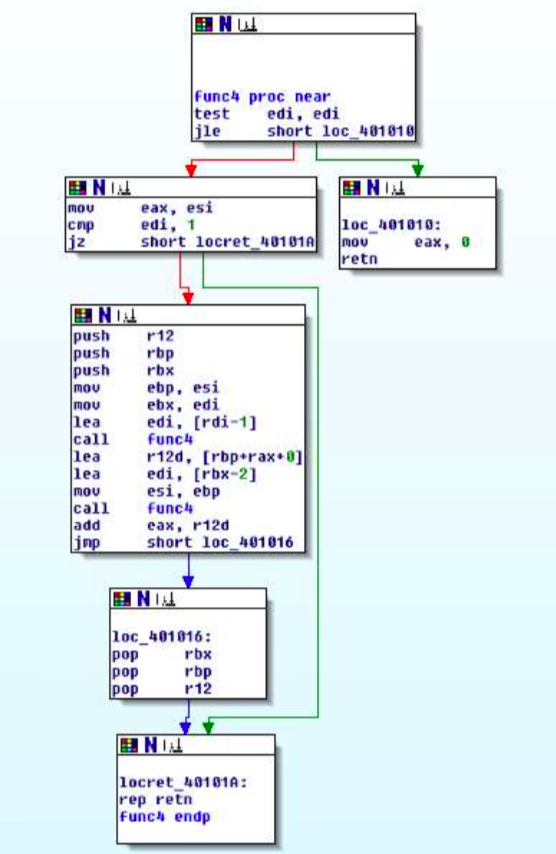 func4 proc near
test edi, edi
jle short loc_401010
mov eax, esi
cmp edi, 1
jz short locret_40101A
loc_401010:
mov eax, 0
retn
push r12
push rbp
push rbx
mov ebp, esi
mov ebx, edi
lea edi, [rdi-1]
call func4
lea r12d, [rbp+rax+0]
lea edi, [rbx-2]
mov esi, ebp
call func4
add eax, r12d
jmp short loc_401016
loc_401016:
pop rbx
pop rbp
pop r12
locret_40101A:
rep retn
func4 endp